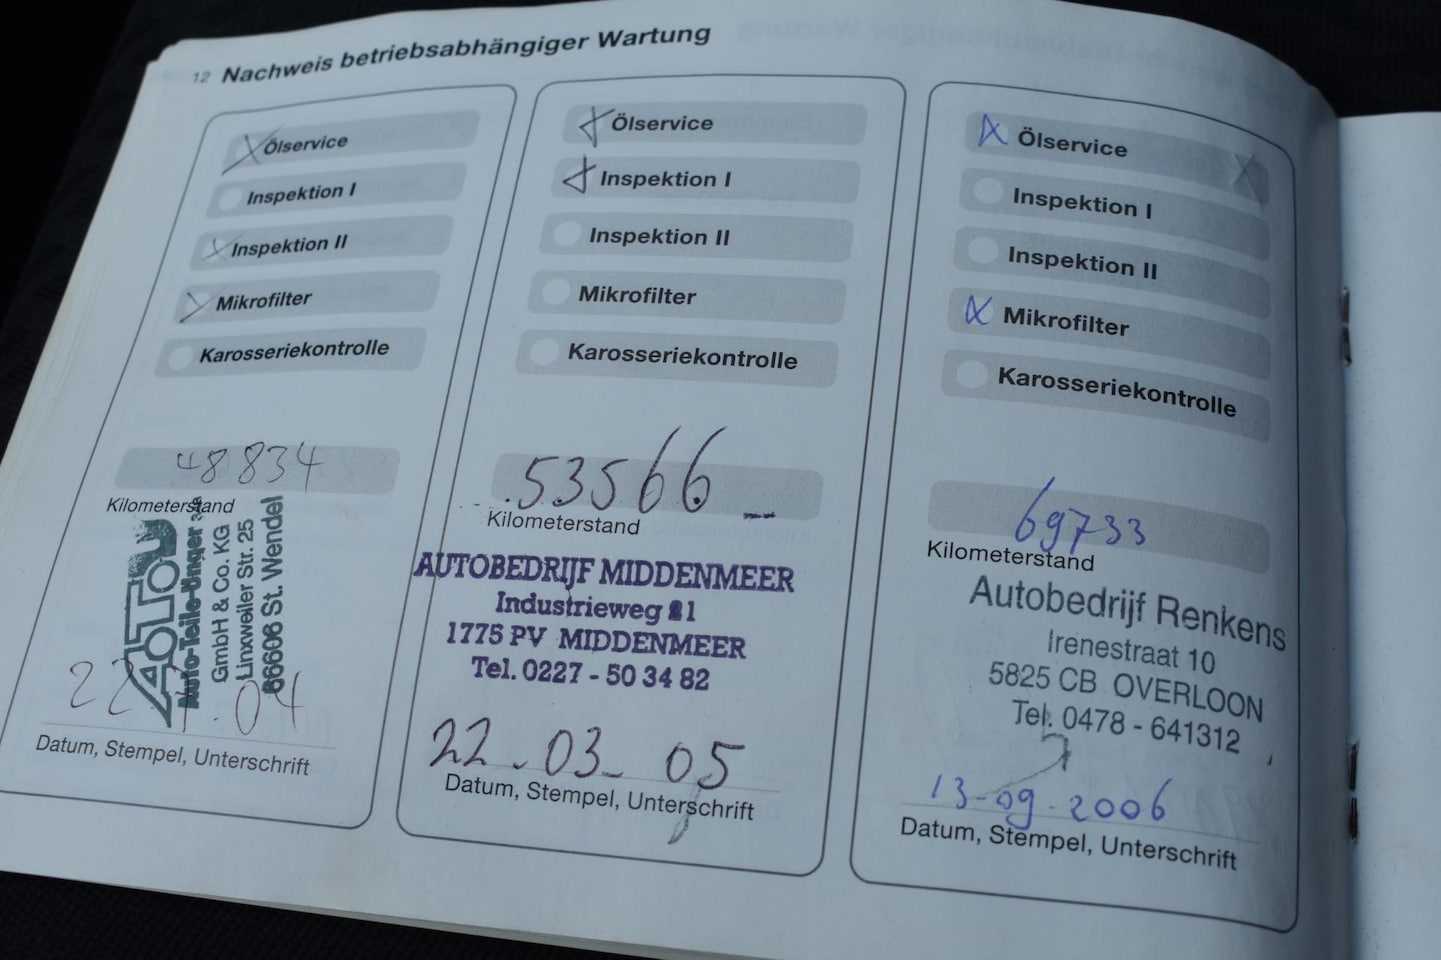 12 Nachweis betriebsabhängiger Wartung
Ölservice
Inspektion I
Inspektion II
Mikrofilter
Karosseriekontrolle
48834
Kilometerstand
AUTO
Auto-Teile-Unger
GmbH & Co. KG
Linxweiler Str. 25
66606 St. Wendel
22 .04
Datum, Stempel, Unterschrift
Ölservice
Inspektion I
Inspektion II
Mikrofilter
Karosseriekontrolle
53566
Kilometerstand
AUTOBEDRIJF MIDDENMEER
Industrieweg 21
1775 PV MIDDENMEER
Tel. 0227 - 50 34 82
22-03-05
Datum, Stempel, Unterschrift
Ölservice
Inspektion I
Inspektion II
Mikrofilter
Karosseriekontrolle
69733
Kilometerstand
Autobedrijf Renkens
Irenestraat 10
5825 CB OVERLOON
Tel. 0478 - 641312
13-09-2006
Datum, Stempel, Unterschrift